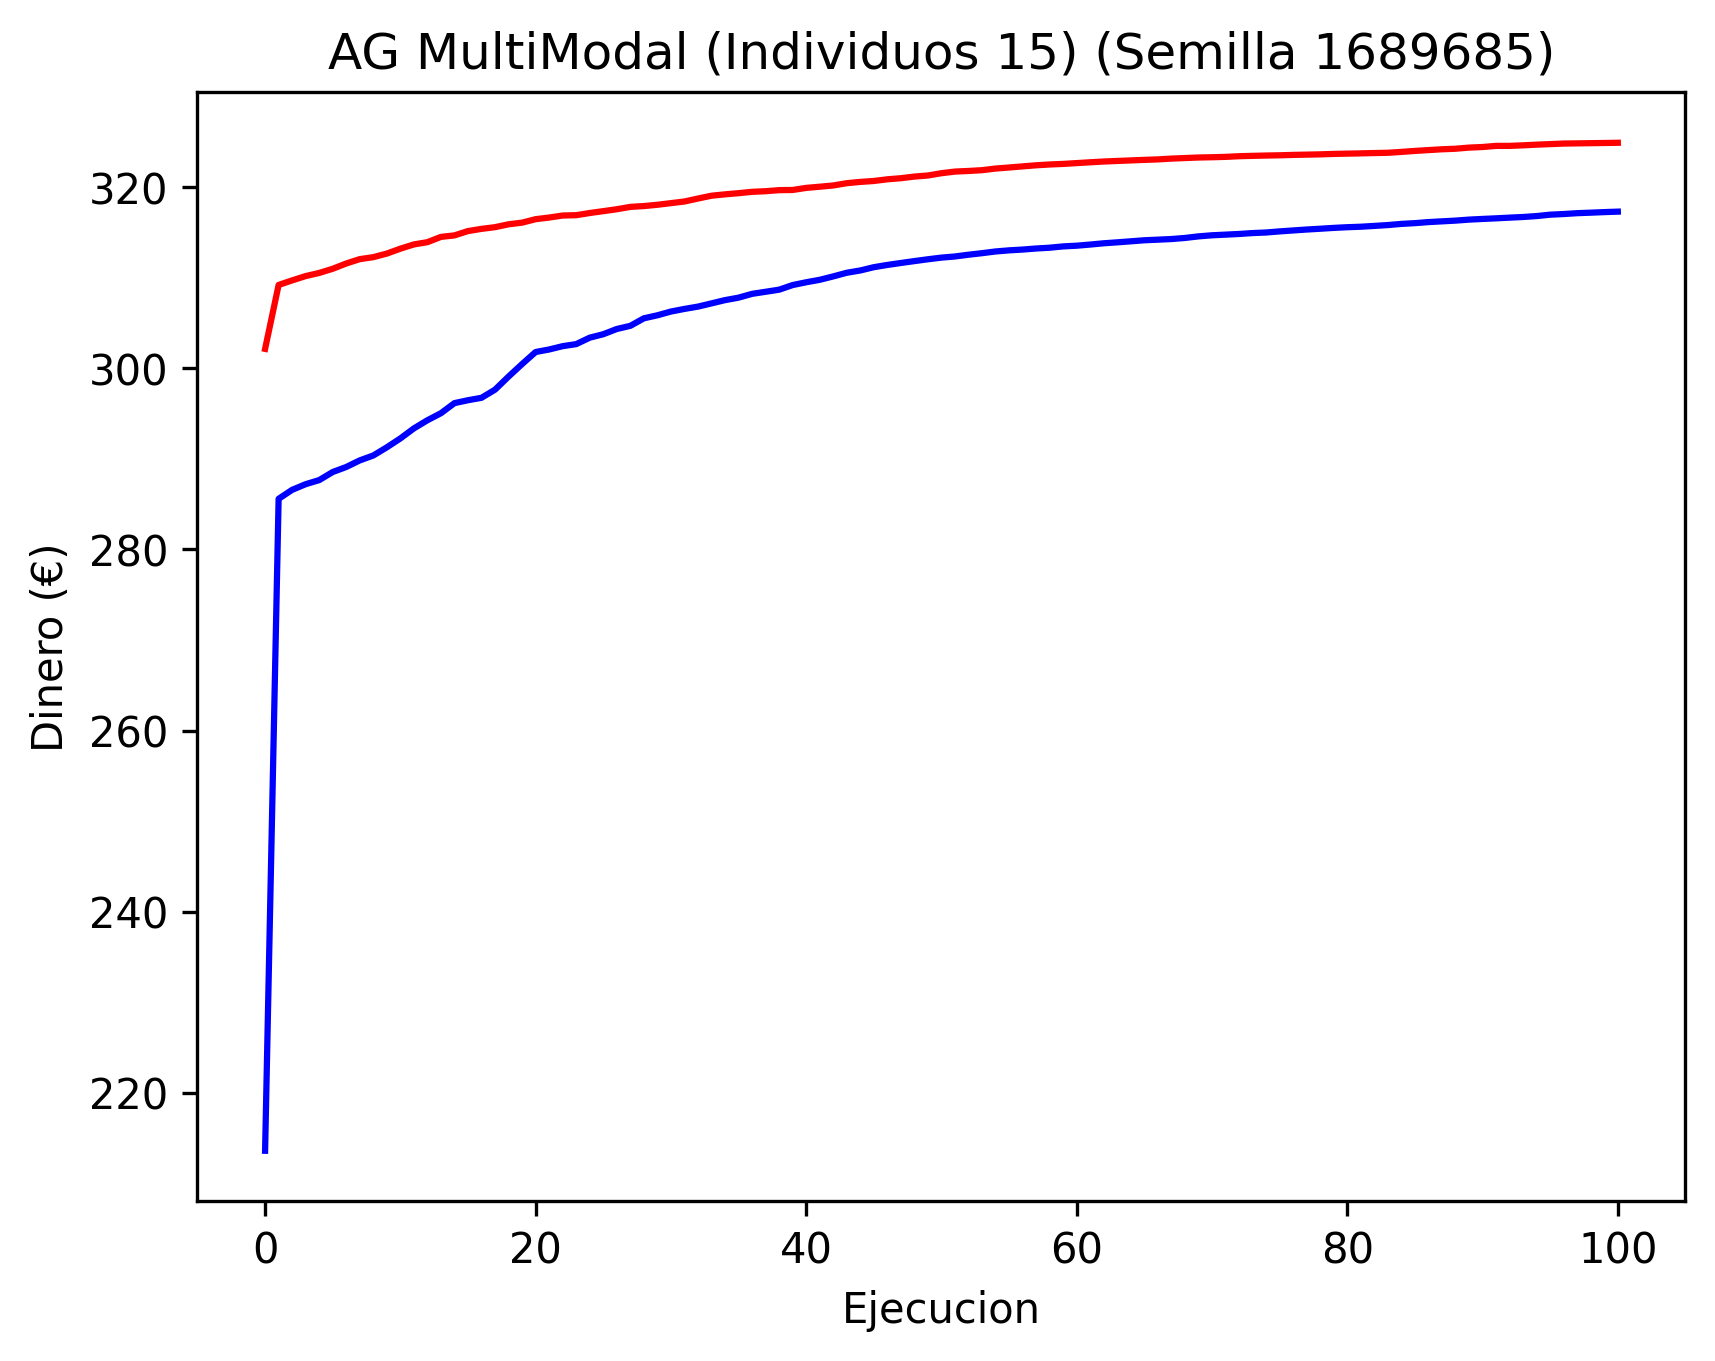 AG MultiModal (Individuos 15) (Semilla 1689685)
Dinero (€)
320
300
280
260
240
220
0 20 40 60 80 100
Ejecucion